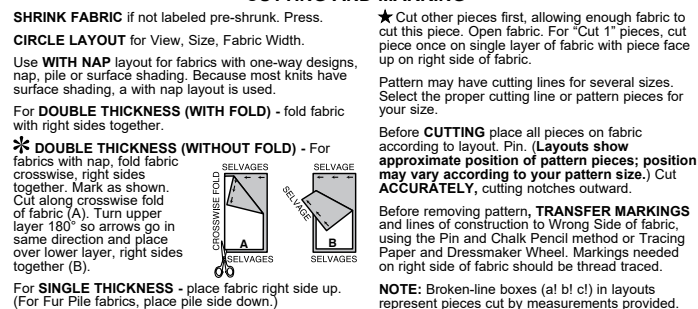 SHRINK FABRIC if not labeled pre-shrunk. Press.
CIRCLE LAYOUT for View, Size, Fabric Width.
Use WITH NAP layout for fabrics with one-way designs,
nap, pile or surface shading. Because most knits have
surface shading, a with nap layout is used.
For DOUBLE THICKNESS (WITH FOLD) - fold fabric
with right sides together.
* DOUBLE THICKNESS (WITHOUT FOLD) - For
fabrics with nap, fold fabric
crosswise, right sides
together. Mark as shown.
Cut along crosswise fold
of fabric (A). Turn upper
layer 180° so arrows go in
same direction and place
over lower layer, right sides
together (B).
SELVAGES
CROSSWISE FOLD
A
SELVAGES
SELVAGE
SELVAGE
B
SELVAGES
For SINGLE THICKNESS - place fabric right side up.
(For Fur Pile fabrics, place pile side down.)
★ Cut other pieces first, allowing enough fabric to
cut this piece. Open fabric. For “Cut 1” pieces, cut
piece once on single layer of fabric with piece face
up on right side of fabric.
Pattern may have cutting lines for several sizes.
Select the proper cutting line or pattern pieces for
your size.
Before CUTTING place all pieces on fabric
according to layout. Pin. (Layouts show
approximate position of pattern pieces; position
may vary according to your pattern size.) Cut
ACCURATELY, cutting notches outward.
Before removing pattern, TRANSFER MARKINGS
and lines of construction to Wrong Side of fabric,
using the Pin and Chalk Pencil method or Tracing
Paper and Dressmaker Wheel. Markings needed
on right side of fabric should be thread traced.
NOTE: Broken-line boxes (a! b! c!) in layouts
represent pieces cut by measurements provided.